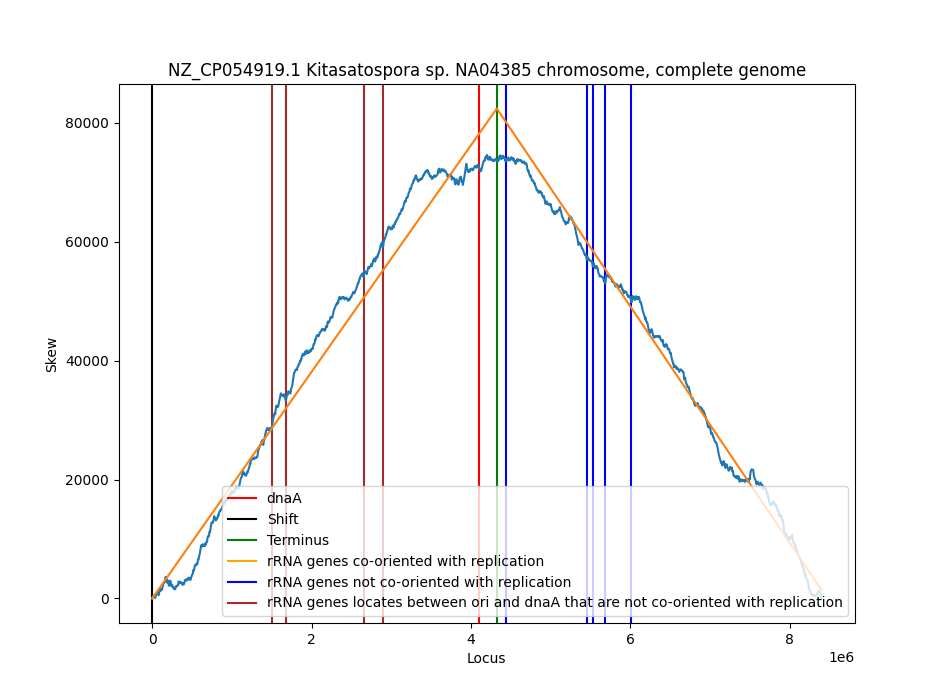 NZ_CP054919.1 Kitasatospora sp. NA04385 chromosome, complete genome
80000
60000
40000
20000
0
Skew
dnaA
Shift
Terminus
rRNA genes co-oriented with replication
rRNA genes not co-oriented with replication
rRNA genes locates between ori and dnaA that are not co-oriented with replication
0 2 4 6 8
Locus
1e6